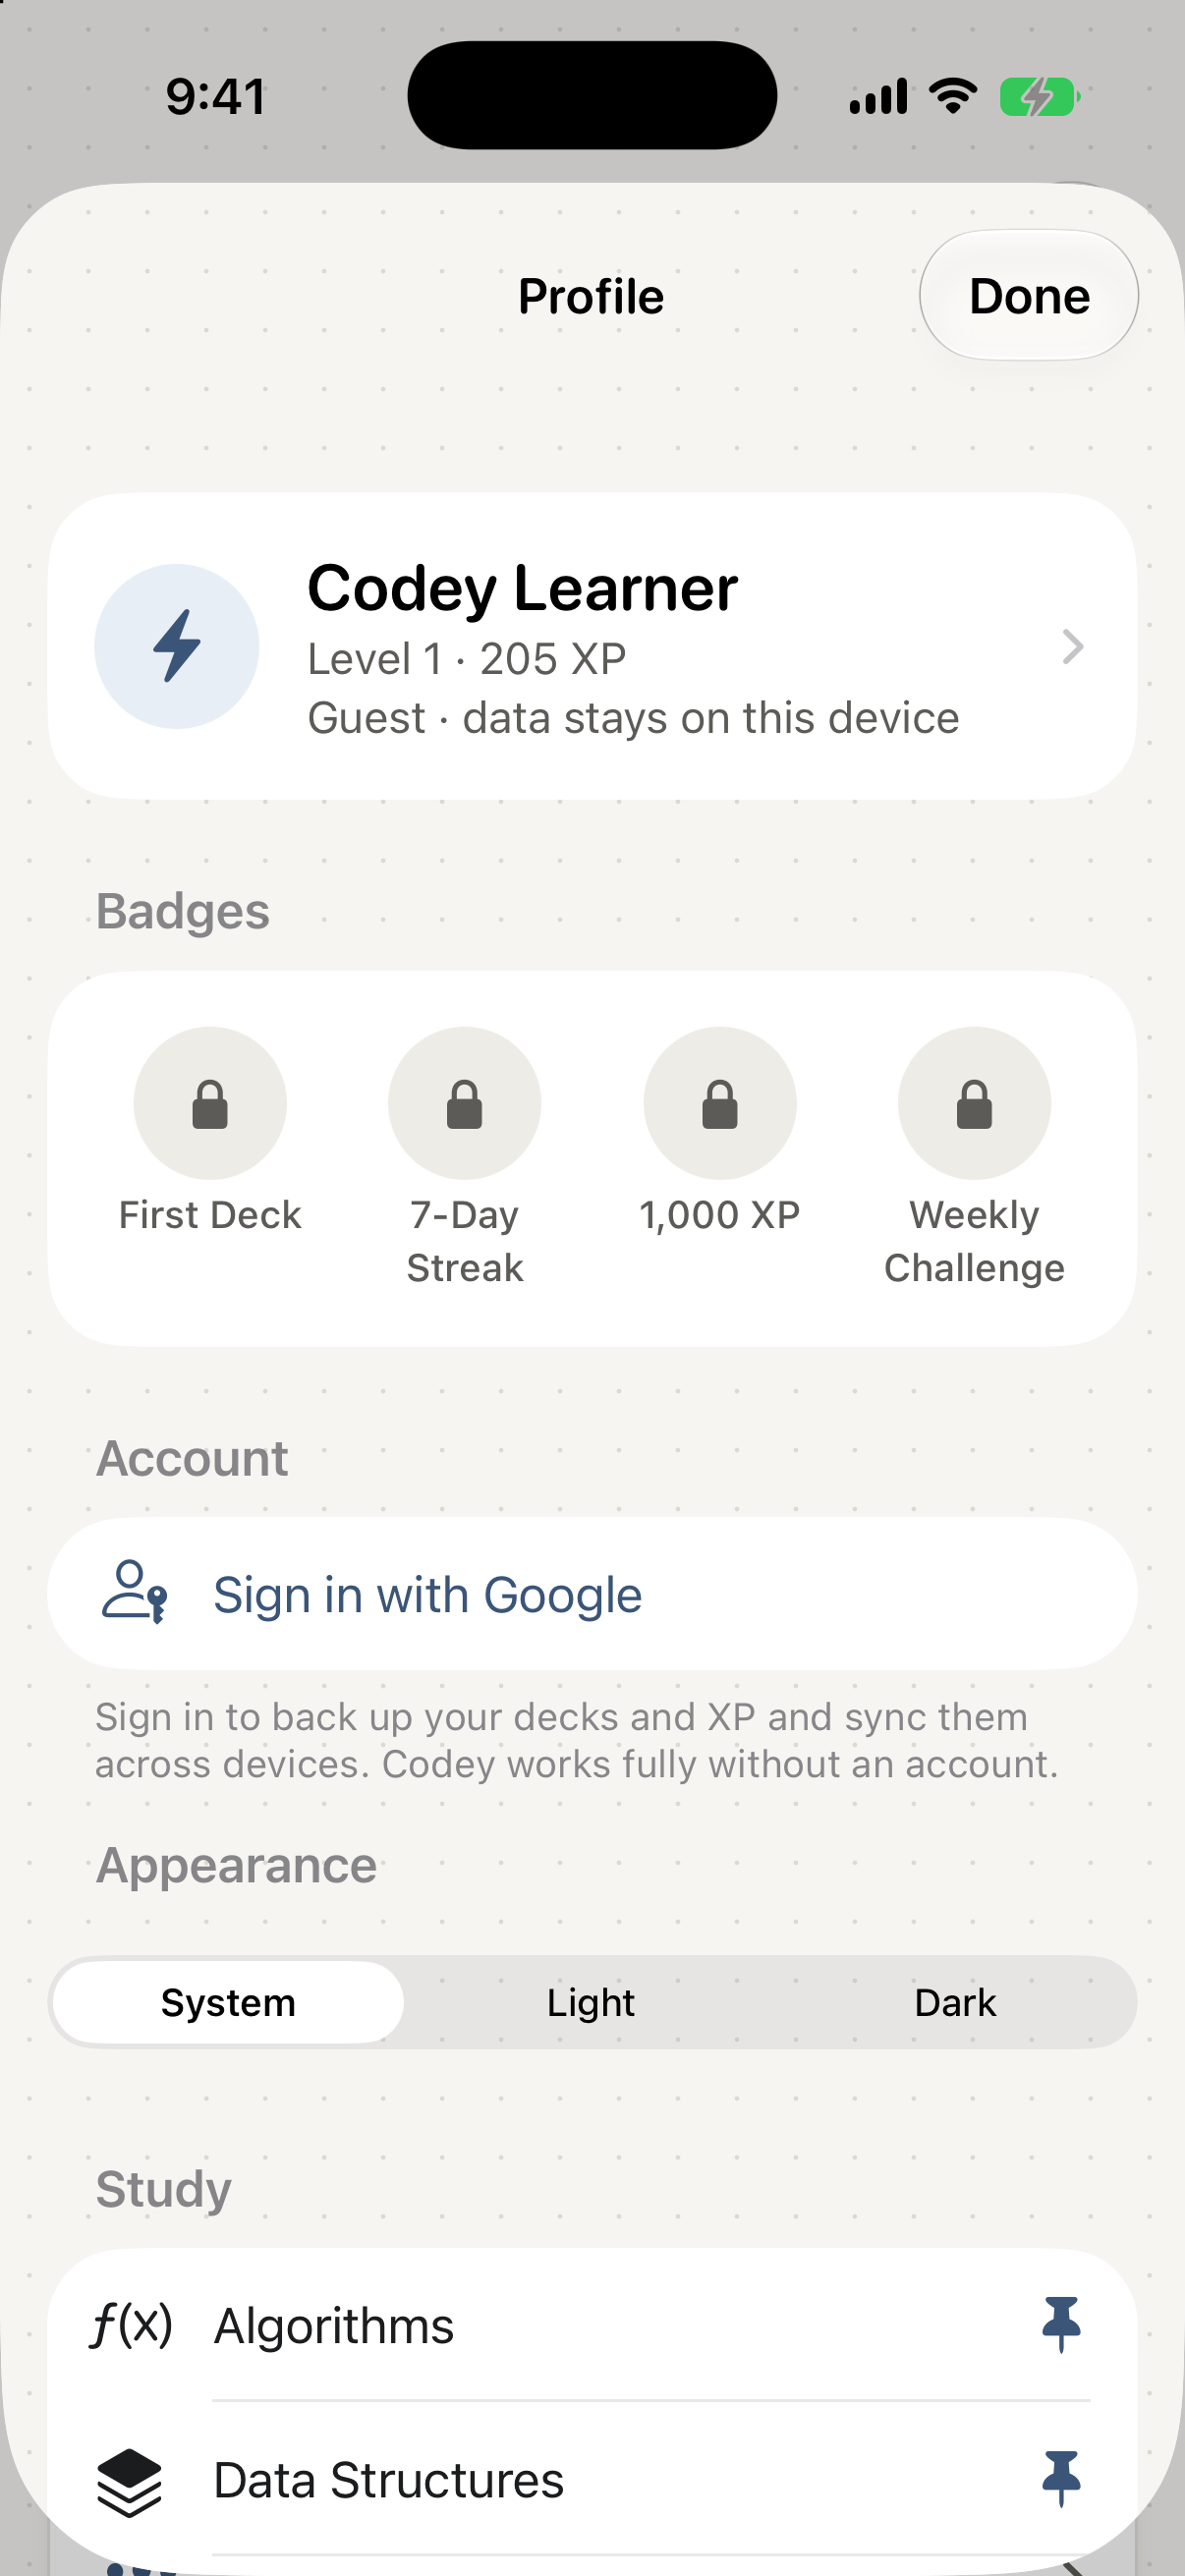 9:41
Profile
Done
Codey Learner
Level 1 · 205 XP
Guest · data stays on this device
Badges
First Deck
7-Day
Streak
1,000 XP
Weekly
Challenge
Account
Sign in with Google
Sign in to back up your decks and XP and sync them
across devices. Codey works fully without an account.
Appearance
System
Light
Dark
Study
f(x) Algorithms
Data Structures